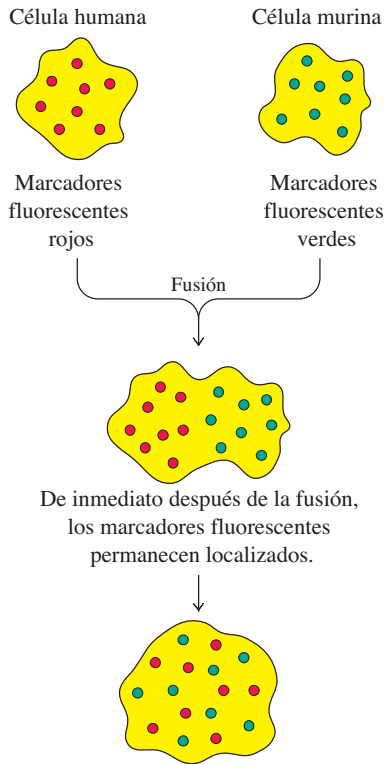 Célula humana
Célula murina
Marcadores
fluorescentes
rojos
Marcadores
fluorescentes
verdes
Fusión
De inmediato después de la fusión,
los marcadores fluorescentes
permanecen localizados.